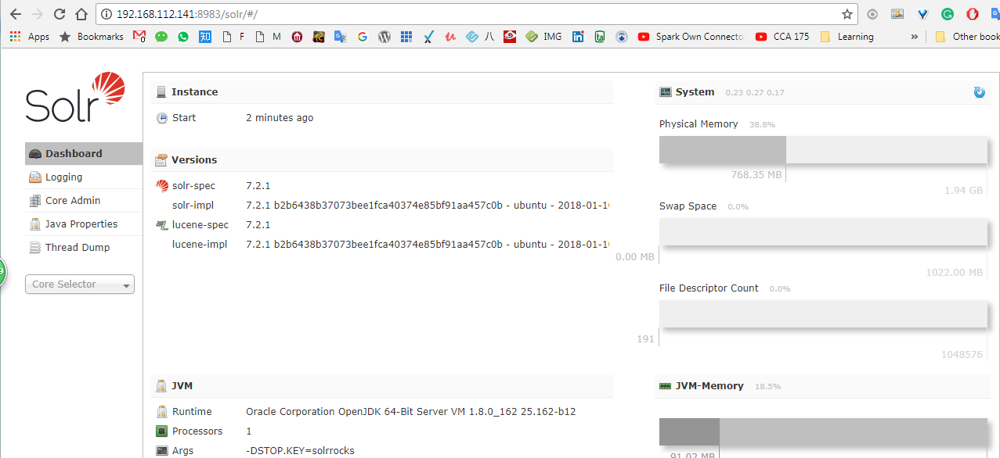 192.168.112.141:8983/solr/#/
Apps Bookmarks F M IMG Spark Own Connecto CCA 175 Learning » Other book
Solr
Dashboard
Logging
Core Admin
Java Properties
Thread Dump
Core Selector
Instance
Start 2 minutes ago
Versions
solr-spec 7.2.1
solr-impl 7.2.1 b2b6438b37073bee1fca40374e85bf91aa457c0b - ubuntu - 2018-01-10
lucene-spec 7.2.1
lucene-impl 7.2.1 b2b6438b37073bee1fca40374e85bf91aa457c0b - ubuntu - 2018-01-10
JVM
Runtime Oracle Corporation OpenJDK 64-Bit Server VM 1.8.0_162 25.162-b12
Processors 1
Args -DSTOP.KEY=solrrocks
System 0.23 0.27 0.17
Physical Memory 38.8%
768.35 MB
1.94 GB
Swap Space 0.0%
0.00 MB
1022.00 MB
File Descriptor Count 0.0%
191
1048576
JVM-Memory 18.5%
91.02 MB